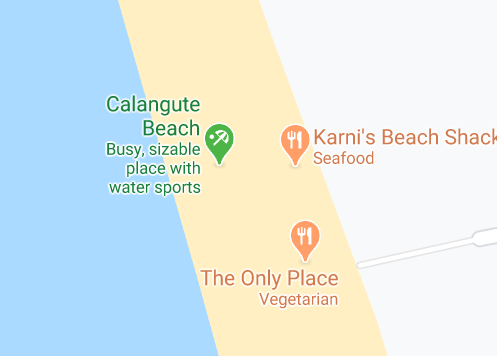 Calangute
Beach
Busy, sizable
place with
water sports
Karni's Beach Shack
Seafood
The Only Place
Vegetarian